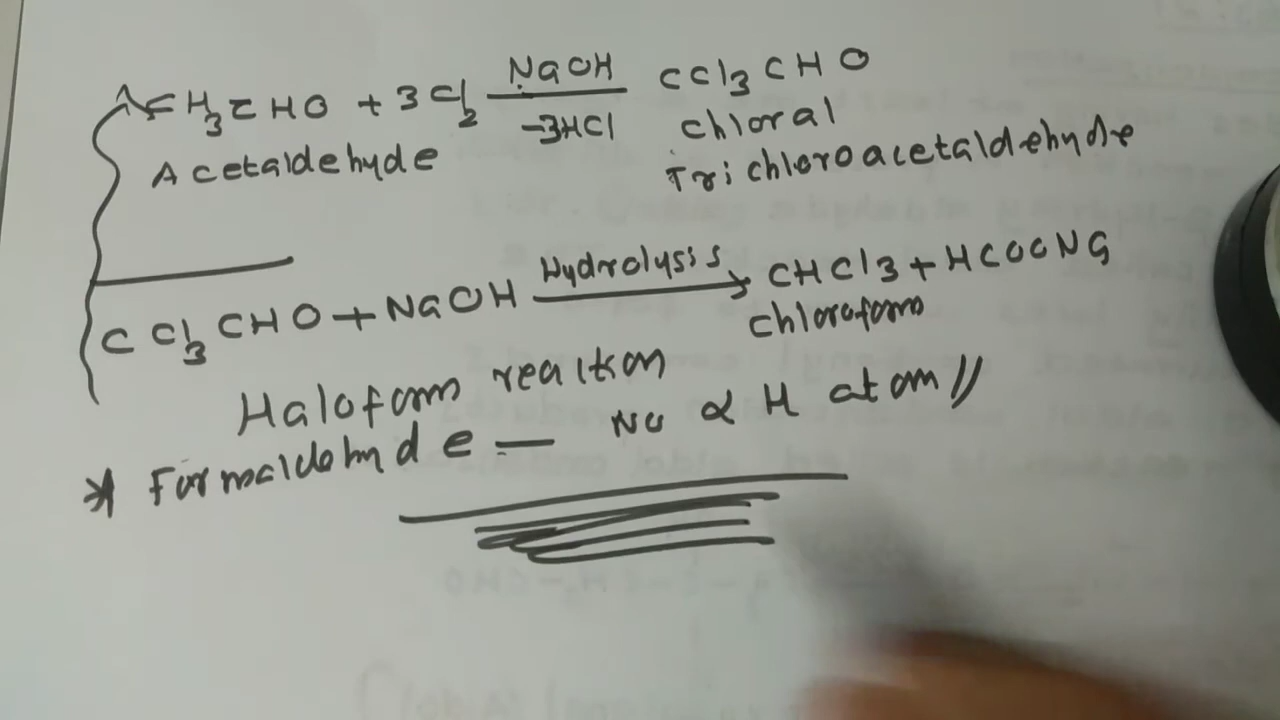 CH3CHO + 3Cl2 NaOH -3HCl CCl3CHO
Acetaldehyde chloral
Trichloroacetaldehyde
CCl3CHO + NaOH Hydrolysis → CHCl3 + HCOONa
Chloroform
Haloform reaction
* Formaldehyde — No α H atom //